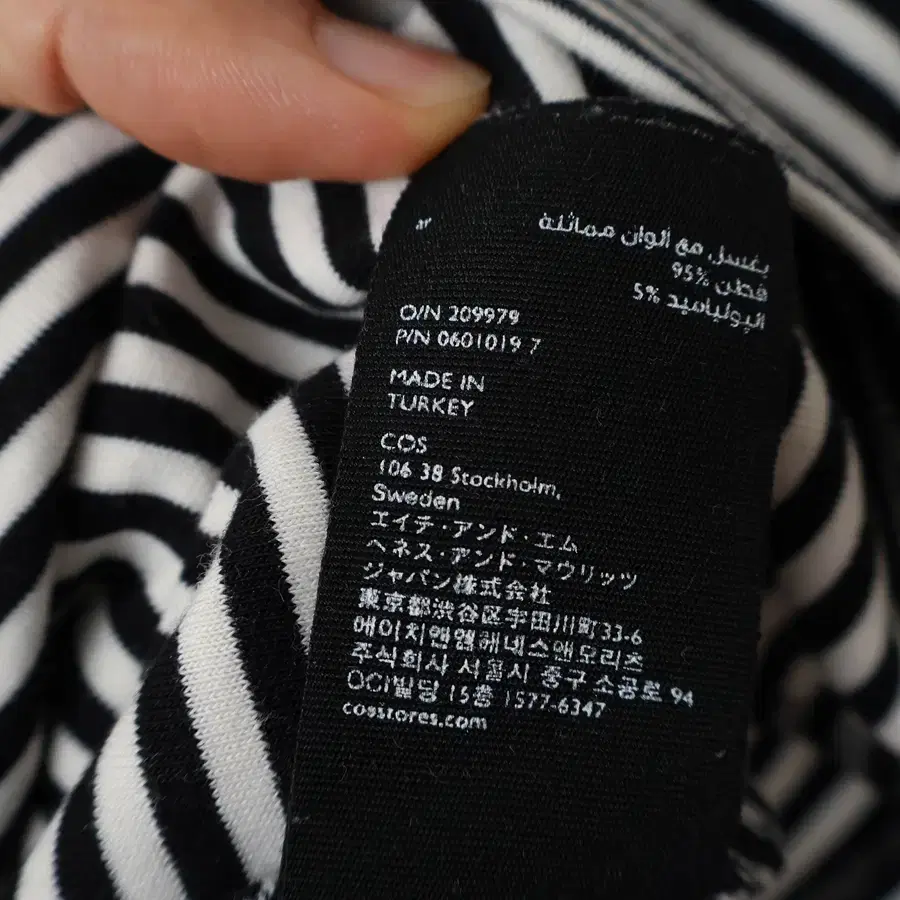 ar
يغسل مع ألوان مماثلة
قطن 95%
البولياميد 5%
O/N 209979
P/N 0601019 7
MADE IN
TURKEY
COS
106 38 Stockholm,
Sweden
エイチ・アンド・エム
ヘネス・アンド・マウリッツ
ジャパン株式会社
東京都渋谷区宇田川町33-6
에이치앤엠헤네스앤모리츠
주식회사 서울시 중구 소공로 94
OCI빌딩 15층 1577-6347
cosstores.com